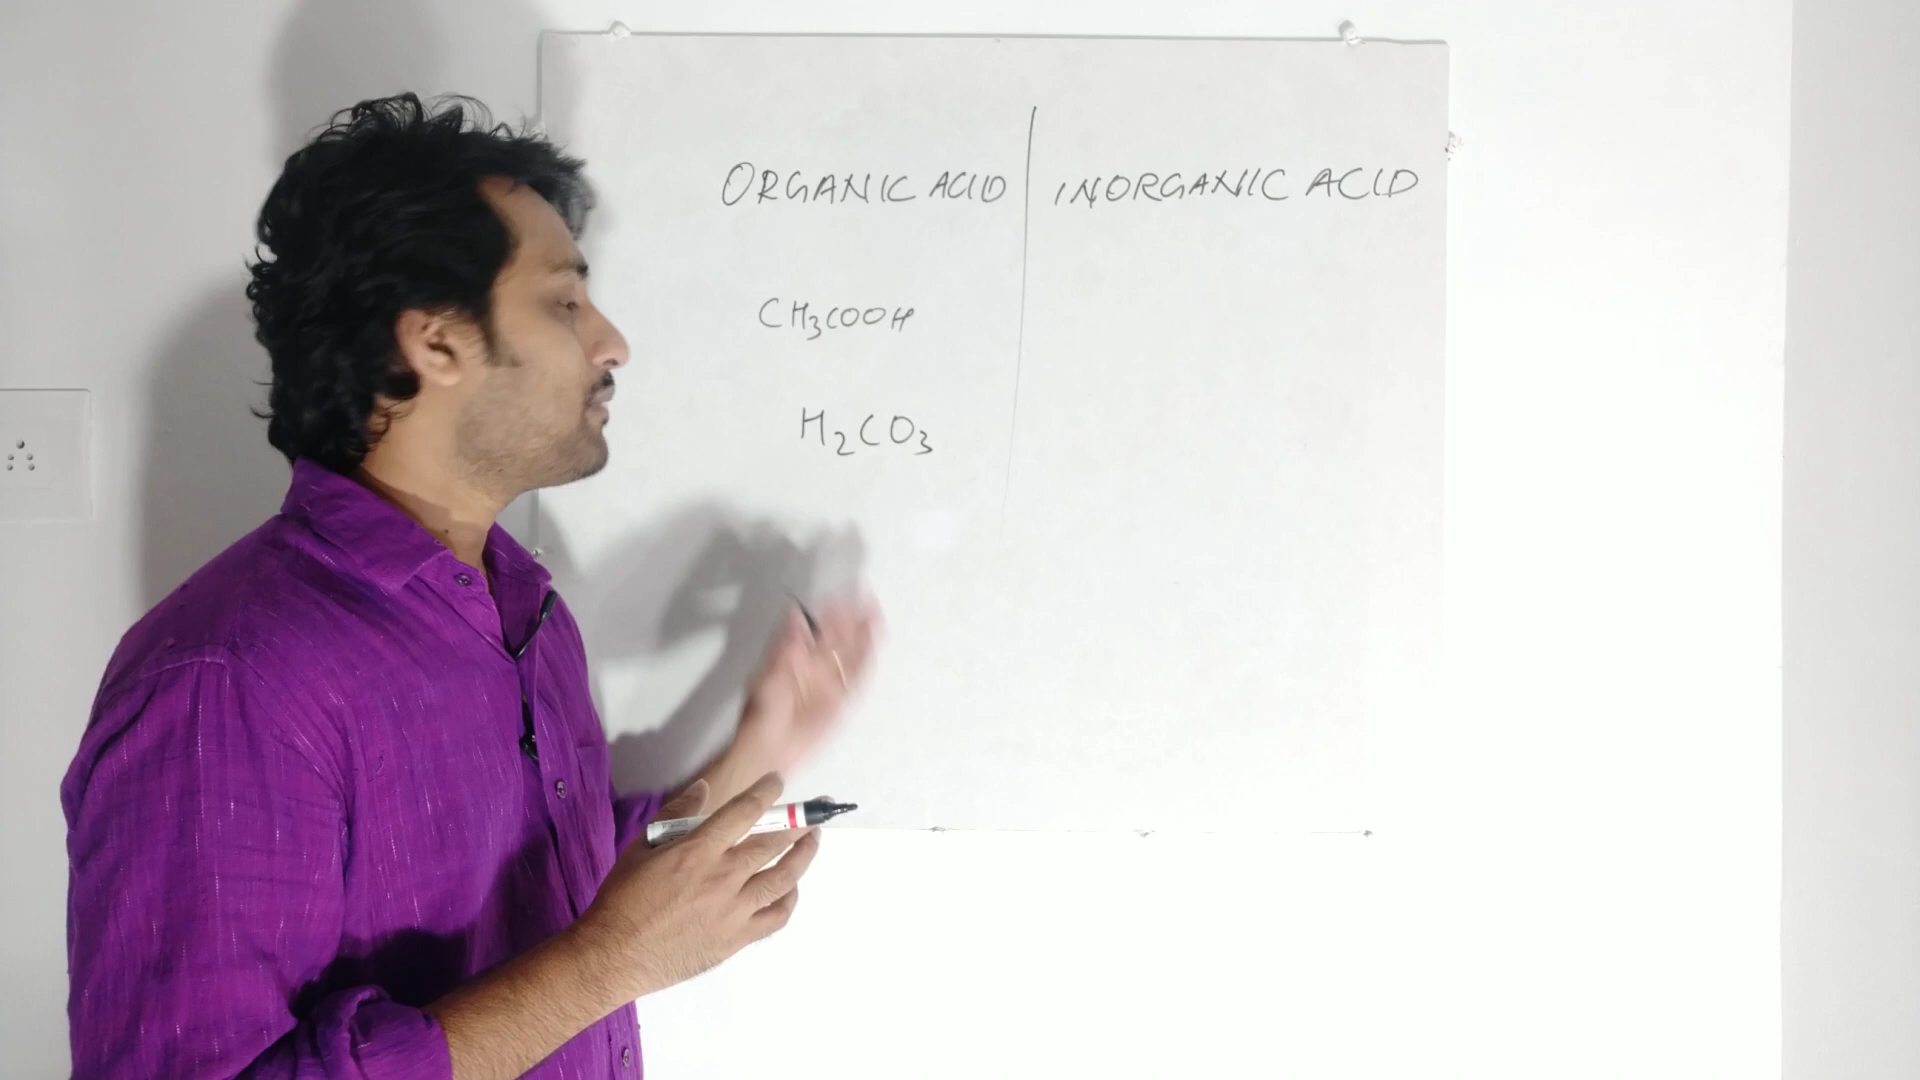 ORGANIC ACID | INORGANIC ACID
CH₃COOH
H₂CO₃